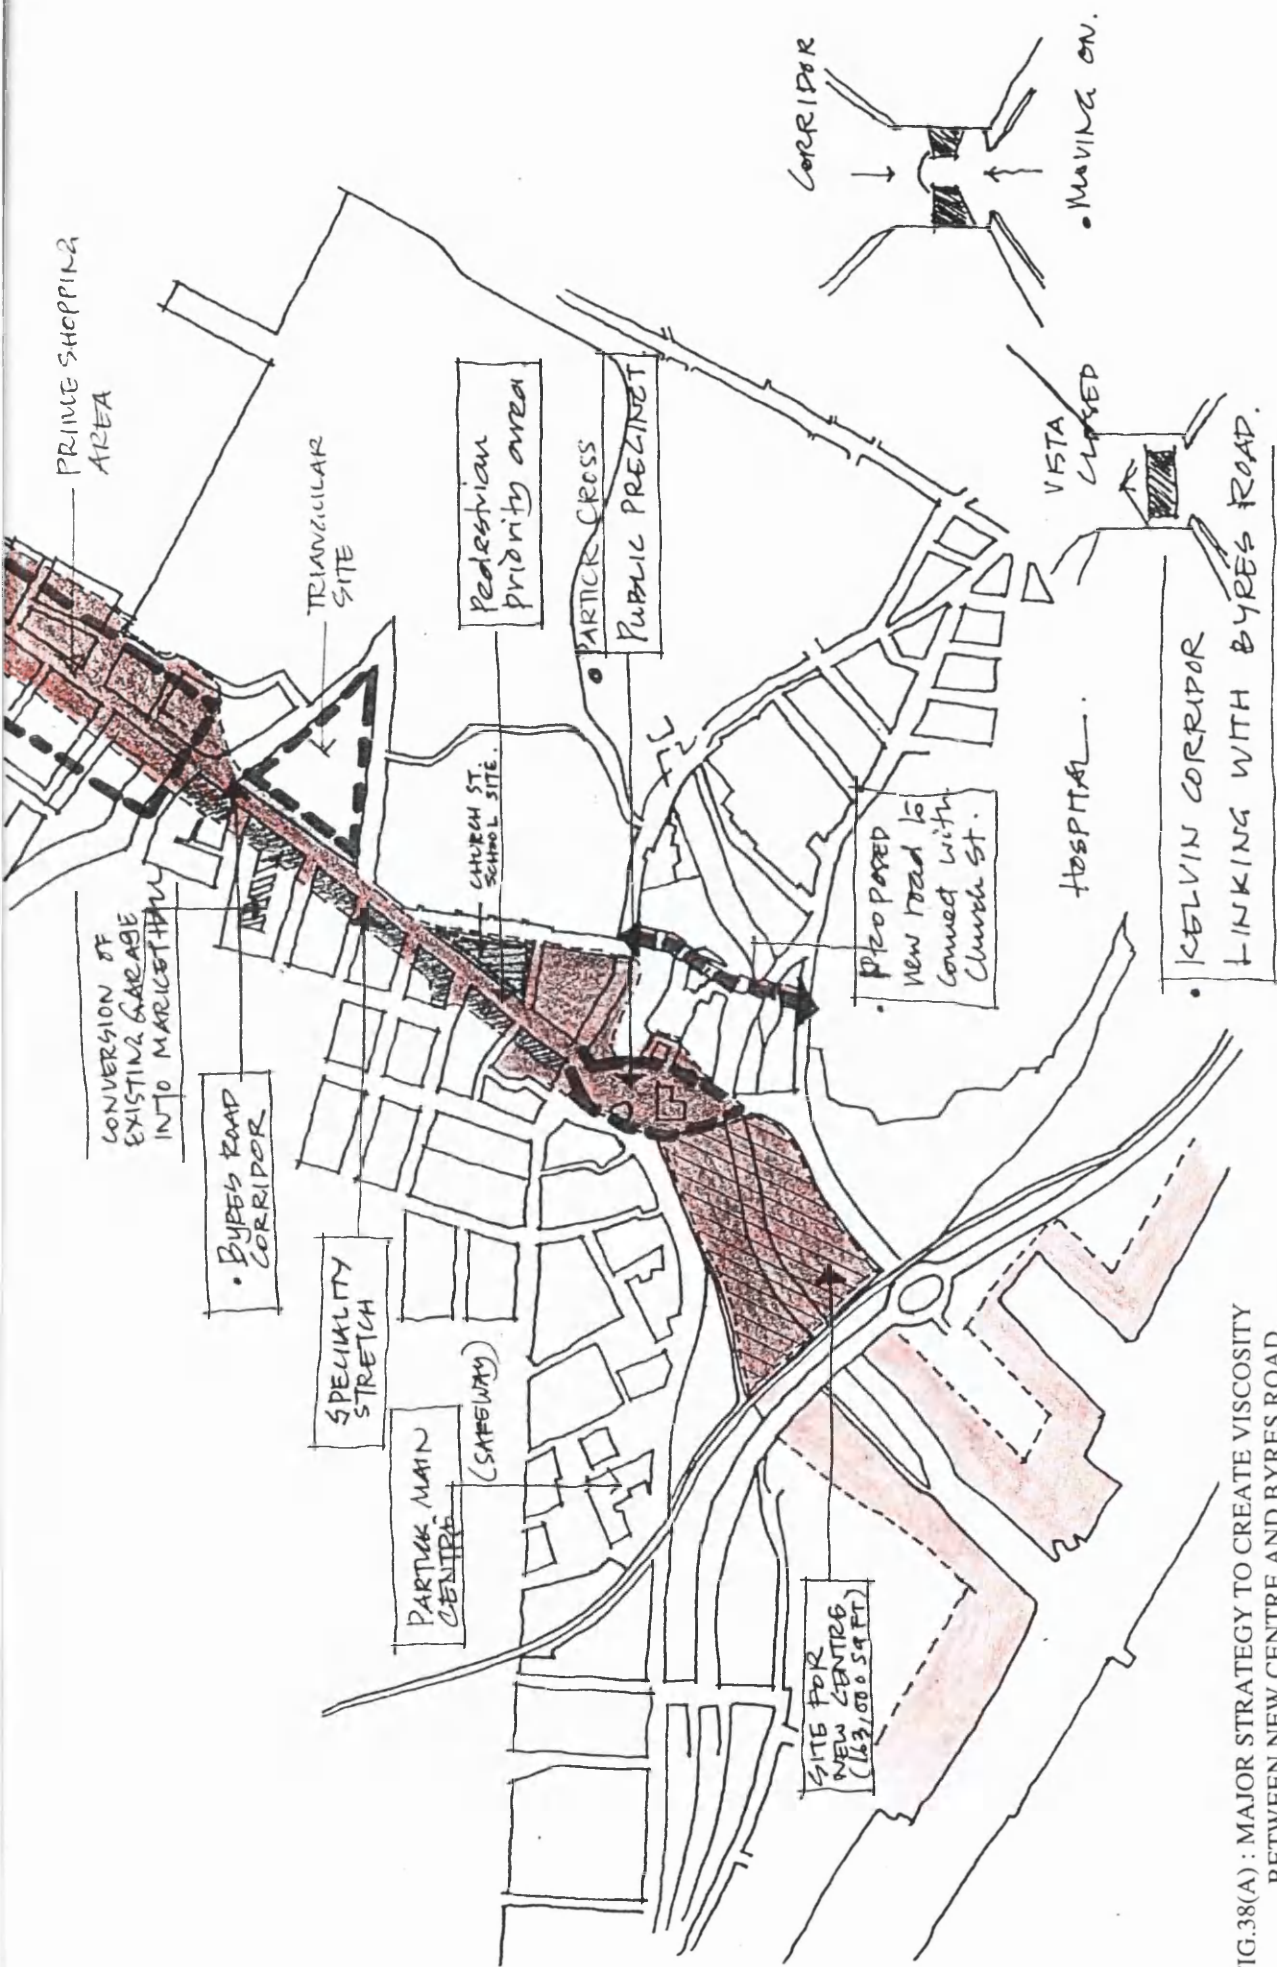 PRIME SHOPPING
AREA
TRIANGULAR
SITE
Pedestrian
priority area
PARTICK CROSS
PUBLIC PRECINCT
CORRIDOR
• MOVING ON.
VISTA
CLOSED
CONVERSION OF
EXISTING GARAGE
INTO MARKETHALL
CHURCH ST.
SCHOOL SITE.
• BYRES ROAD
CORRIDOR
SPECIALITY
STRETCH
PARTICK MAIN
CENTRE
(SAFEWAY)
• PROPOSED
New road to
connect with
Church St.
HOSPITAL.
• KELVIN CORRIDOR
LINKING WITH BYRES ROAD.
SITE FOR
NEW CENTRE
(163,000 SQ FT)
IG.38(A) : MAJOR STRATEGY TO CREATE VISCOSITY
BETWEEN NEW CENTRE AND BYRES ROAD